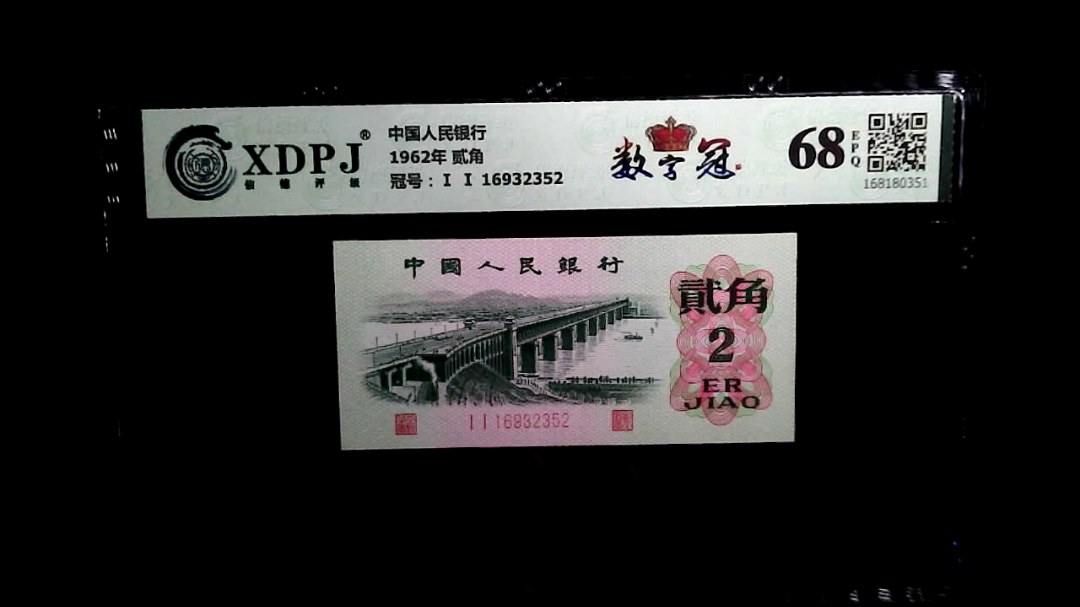 XDPJ®
中国人民银行
1962年 贰角
冠号：I I 16932352
数字冠
68
EPQ
168180351
中國人民銀行
貳角
2
ER
JIAO
I I 16932352